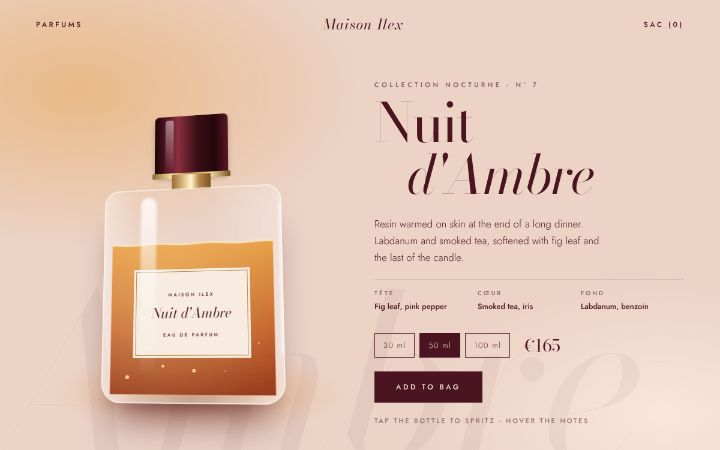 PARFUMS
Maison Ilex
SAC (0)
COLLECTION NOCTURNE · N° 7
Nuit
d'Ambre
Resin warmed on skin at the end of a long dinner.
Labdanum and smoked tea, softened with fig leaf and
the last of the candle.
TÊTE
CŒUR
FOND
Fig leaf, pink pepper
Smoked tea, iris
Labdanum, benzoin
30 ml
50 ml
100 ml
€165
ADD TO BAG
TAP THE BOTTLE TO SPRITZ · HOVER THE NOTES
MAISON ILEX
Nuit d'Ambre
EAU DE PARFUM
Ambre